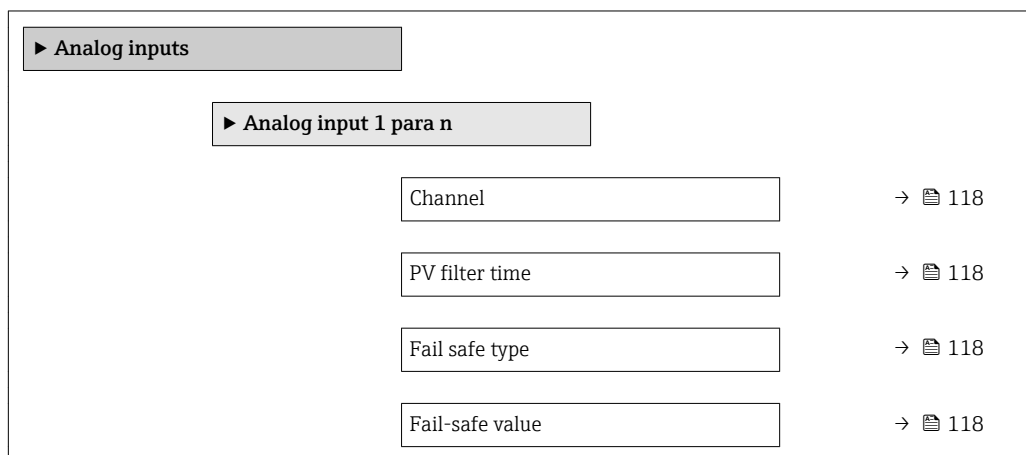 ▶ Analog inputs
▶ Analog input 1 para n
Channel → 118
PV filter time → 118
Fail safe type → 118
Fail-safe value → 118